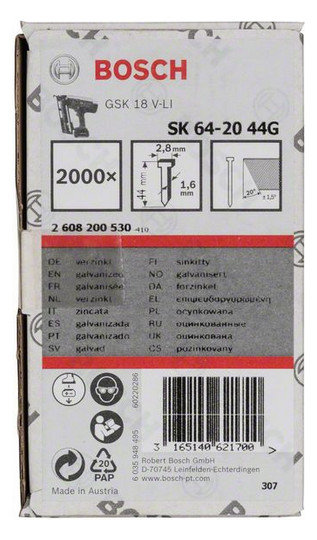 BOSCH
GSK 18 V-LI
SK 64-20 44G
2000×
2,8 mm
44 mm
1,6 mm
20°
± 1,5°
2 608 200 530 410
DE verzinkt
EN galvanized
FR galvanisée
NL verzinkt
IT zincata
ES galvanizada
PT galvanizado
SV galvad
FI sinkitty
NO galvanisert
DA forzinket
EL επιψευδαργυρωμένη
PL ocynkowana
RU оцинкованные
UK оцинкована
CS pozinkovaný
60220286
6 035 948 495
20
PAP
Made in Austria
3 165140 621700 >
Robert Bosch GmbH
D-70745 Leinfelden-Echterdingen
www.bosch-pt.com
307